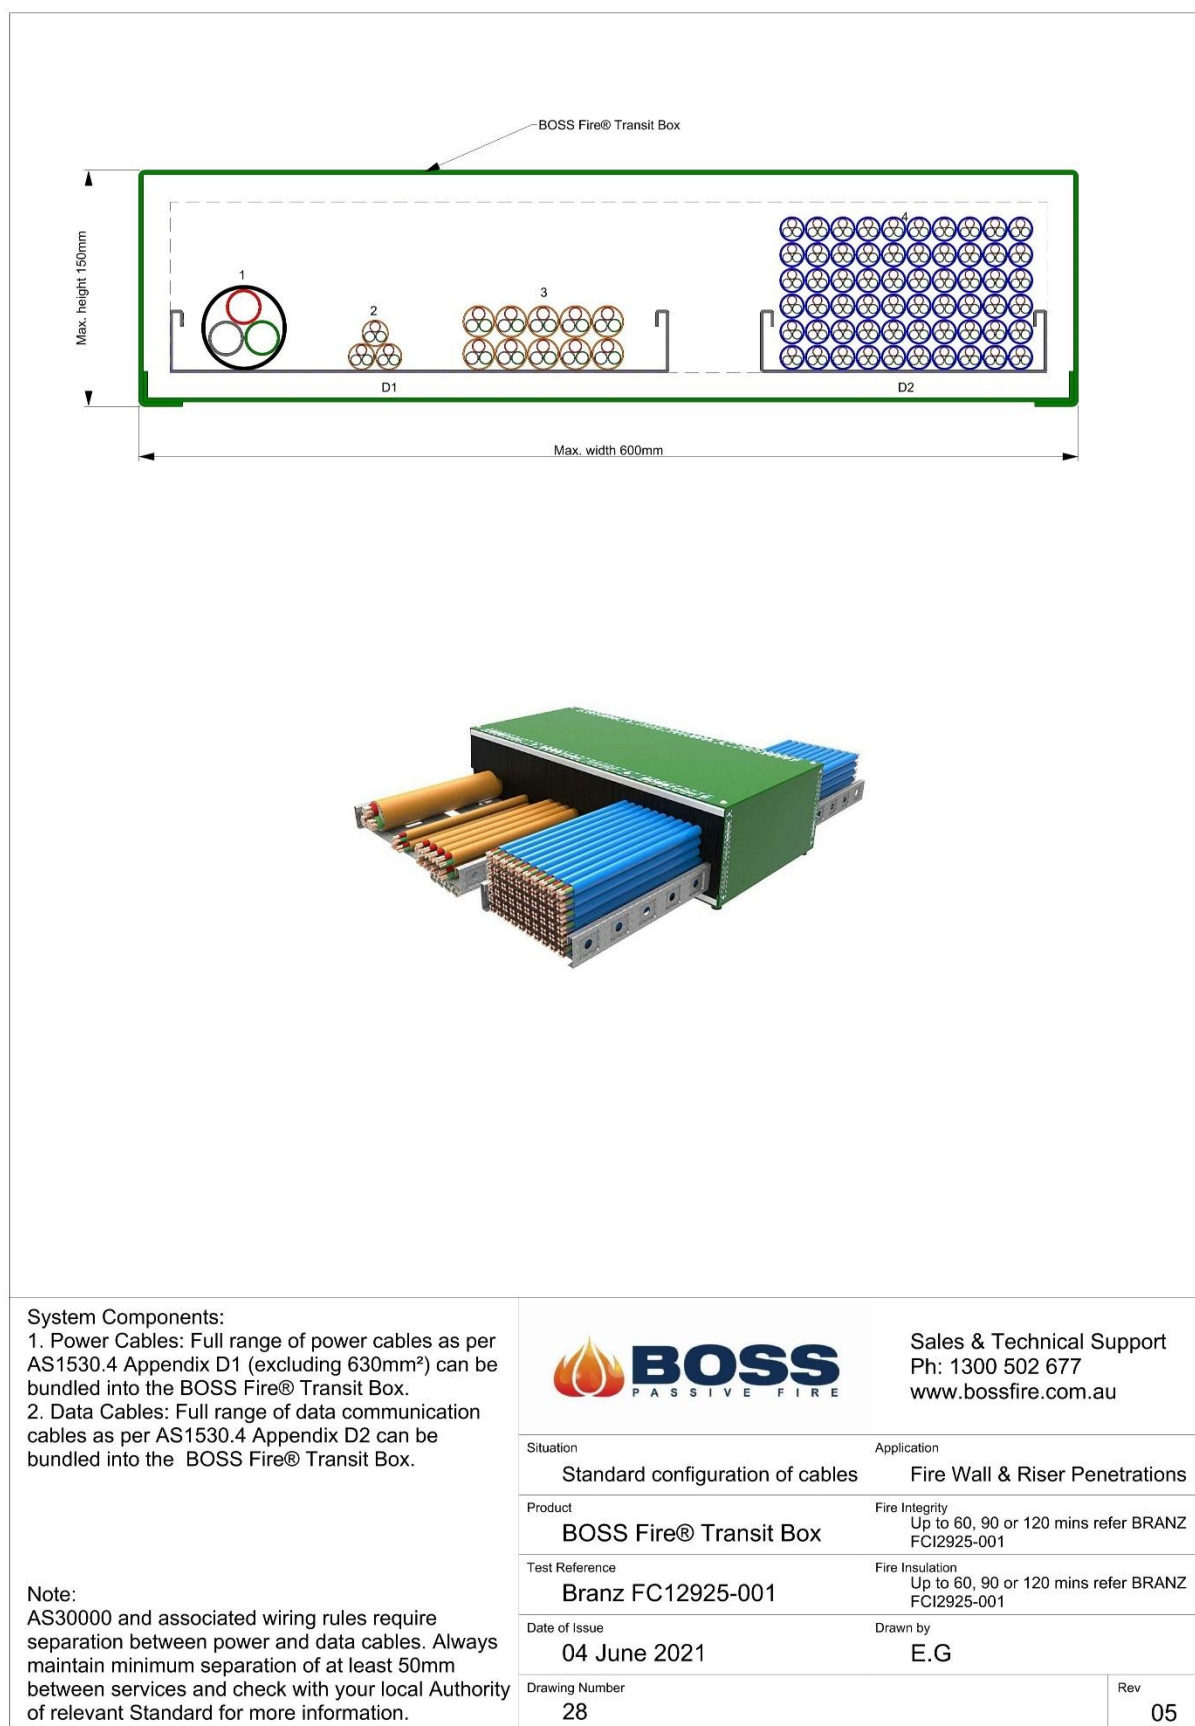 BOSS Fire® Transit Box
Max. height 150mm
1
2
3
4
D1
D2
Max. width 600mm
System Components:
1. Power Cables: Full range of power cables as per
AS1530.4 Appendix D1 (excluding 630mm²) can be
bundled into the BOSS Fire® Transit Box.
2. Data Cables: Full range of data communication
cables as per AS1530.4 Appendix D2 can be
bundled into the  BOSS Fire® Transit Box.
Note:
AS30000 and associated wiring rules require
separation between power and data cables. Always
maintain minimum separation of at least 50mm
between services and check with your local Authority
of relevant Standard for more information.
BOSS
PASSIVE FIRE
Sales & Technical Support
Ph: 1300 502 677
www.bossfire.com.au
Situation
Standard configuration of cables
Application
Fire Wall & Riser Penetrations
Product
BOSS Fire® Transit Box
Fire Integrity
Up to 60, 90 or 120 mins refer BRANZ
FCI2925-001
Test Reference
Branz FC12925-001
Fire Insulation
Up to 60, 90 or 120 mins refer BRANZ
FCI2925-001
Date of Issue
04 June 2021
Drawn by
E.G
Drawing Number
28
Rev
05